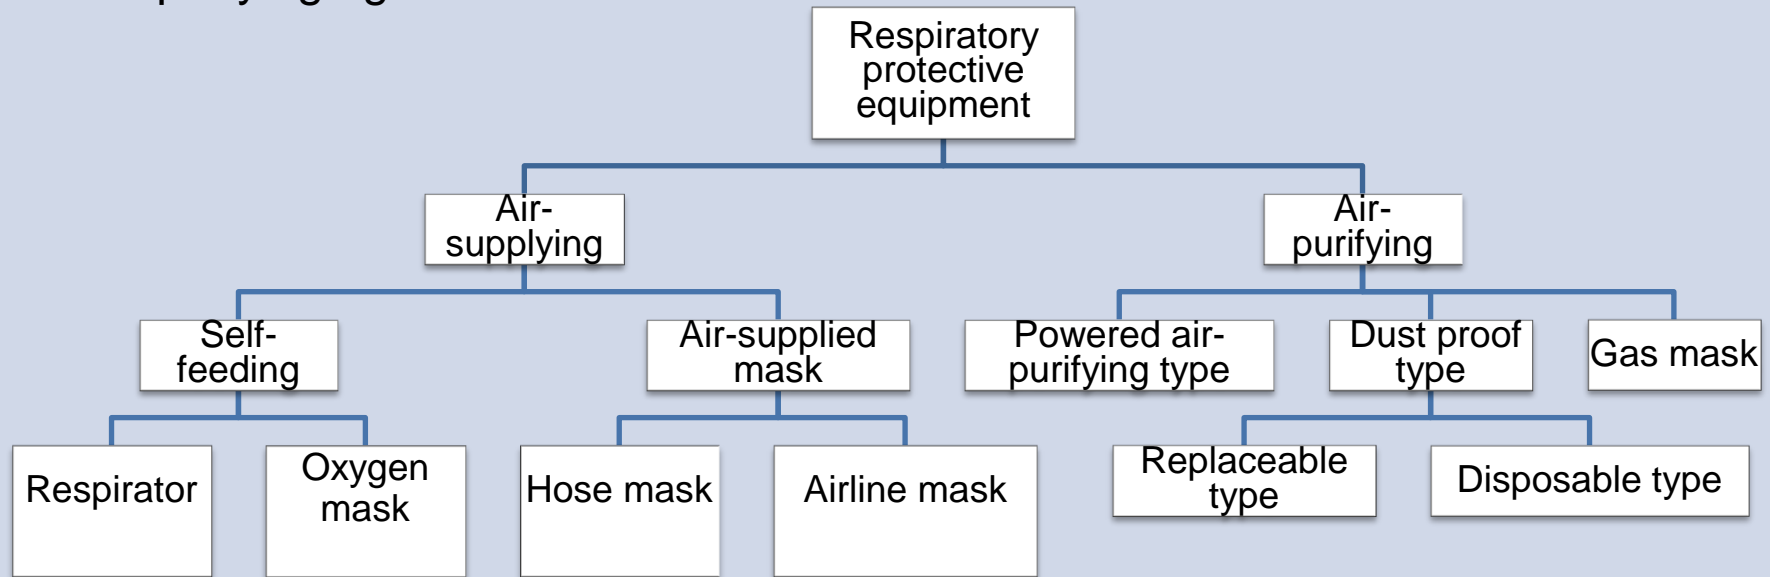 Respiratory
protective
equipment
Air-
supplying
Air-
purifying
Self-
feeding
Air-supplied
mask
Powered air-
purifying type
Dust proof
type
Gas mask
Respirator
Oxygen
mask
Hose mask
Airline mask
Replaceable
type
Disposable type